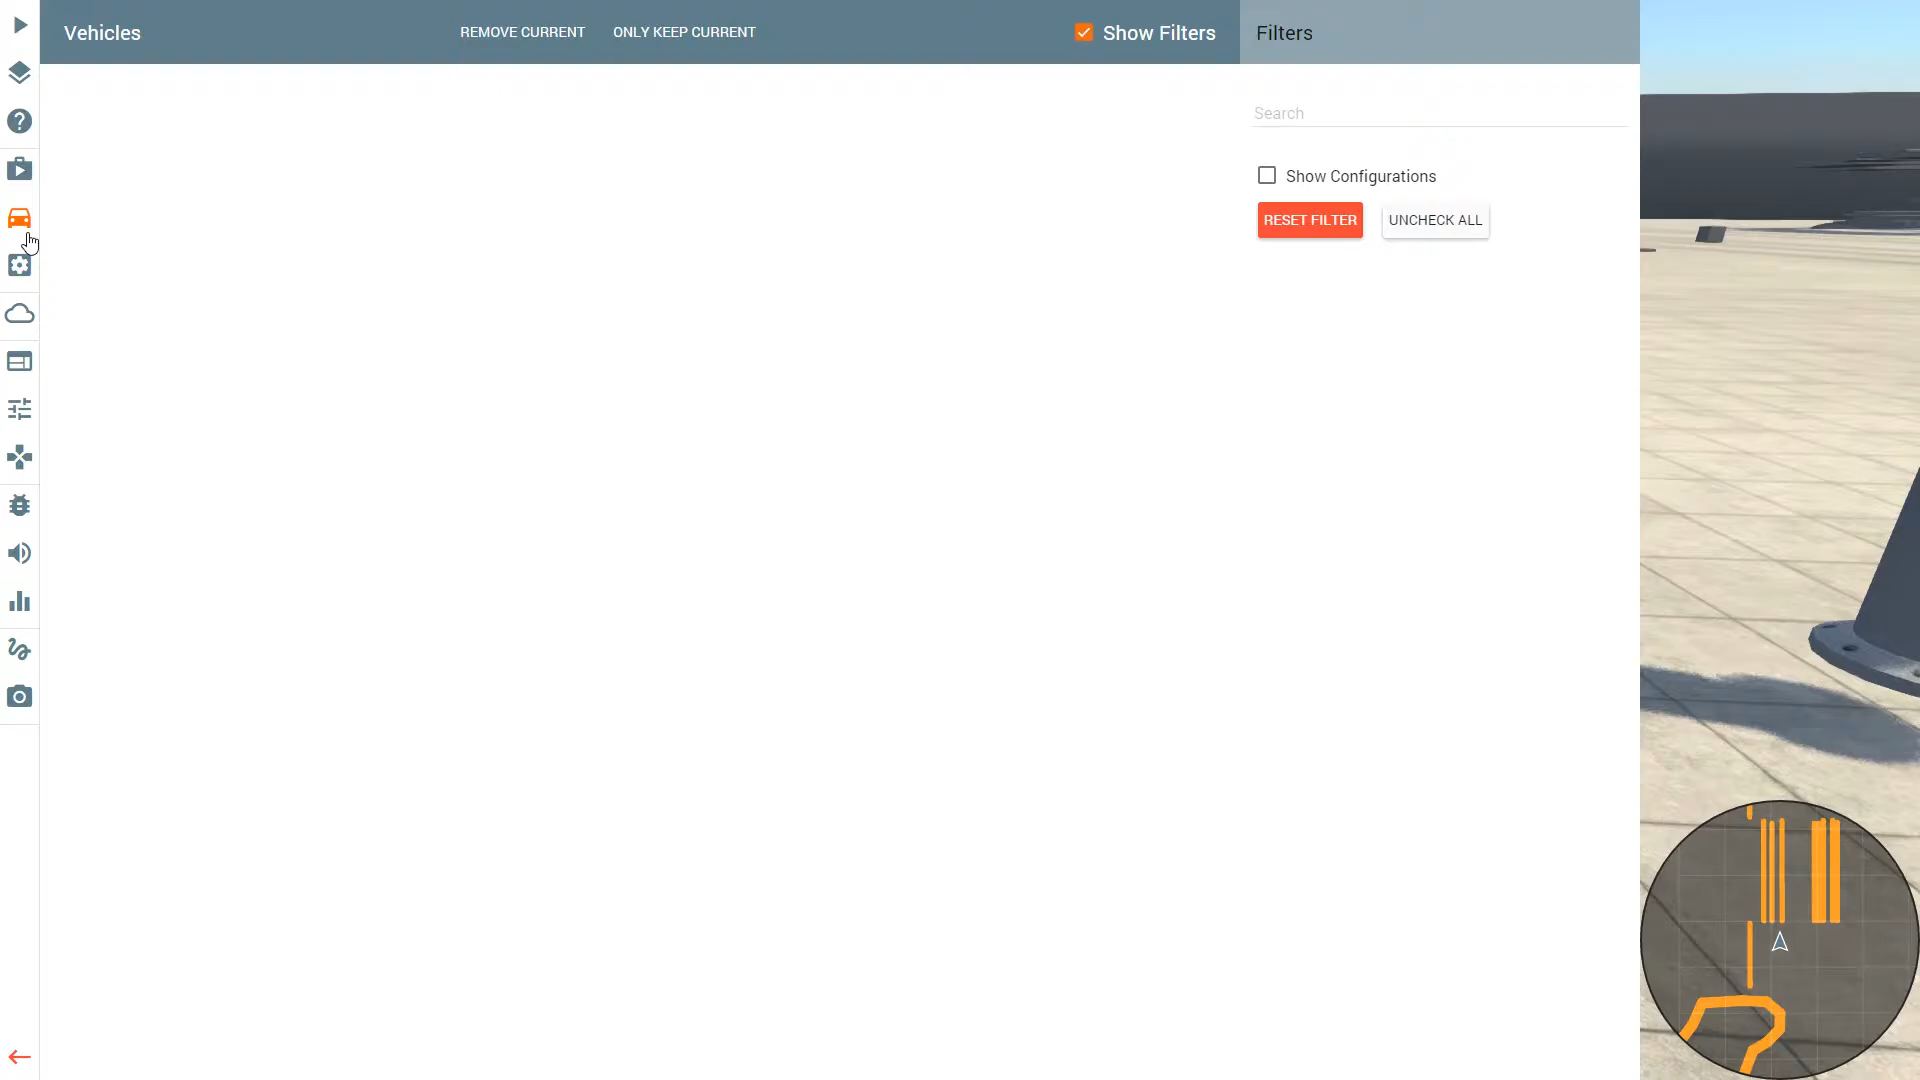 Vehicles
REMOVE CURRENT
ONLY KEEP CURRENT
Show Filters
Filters
Search
Show Configurations
RESET FILTER
UNCHECK ALL